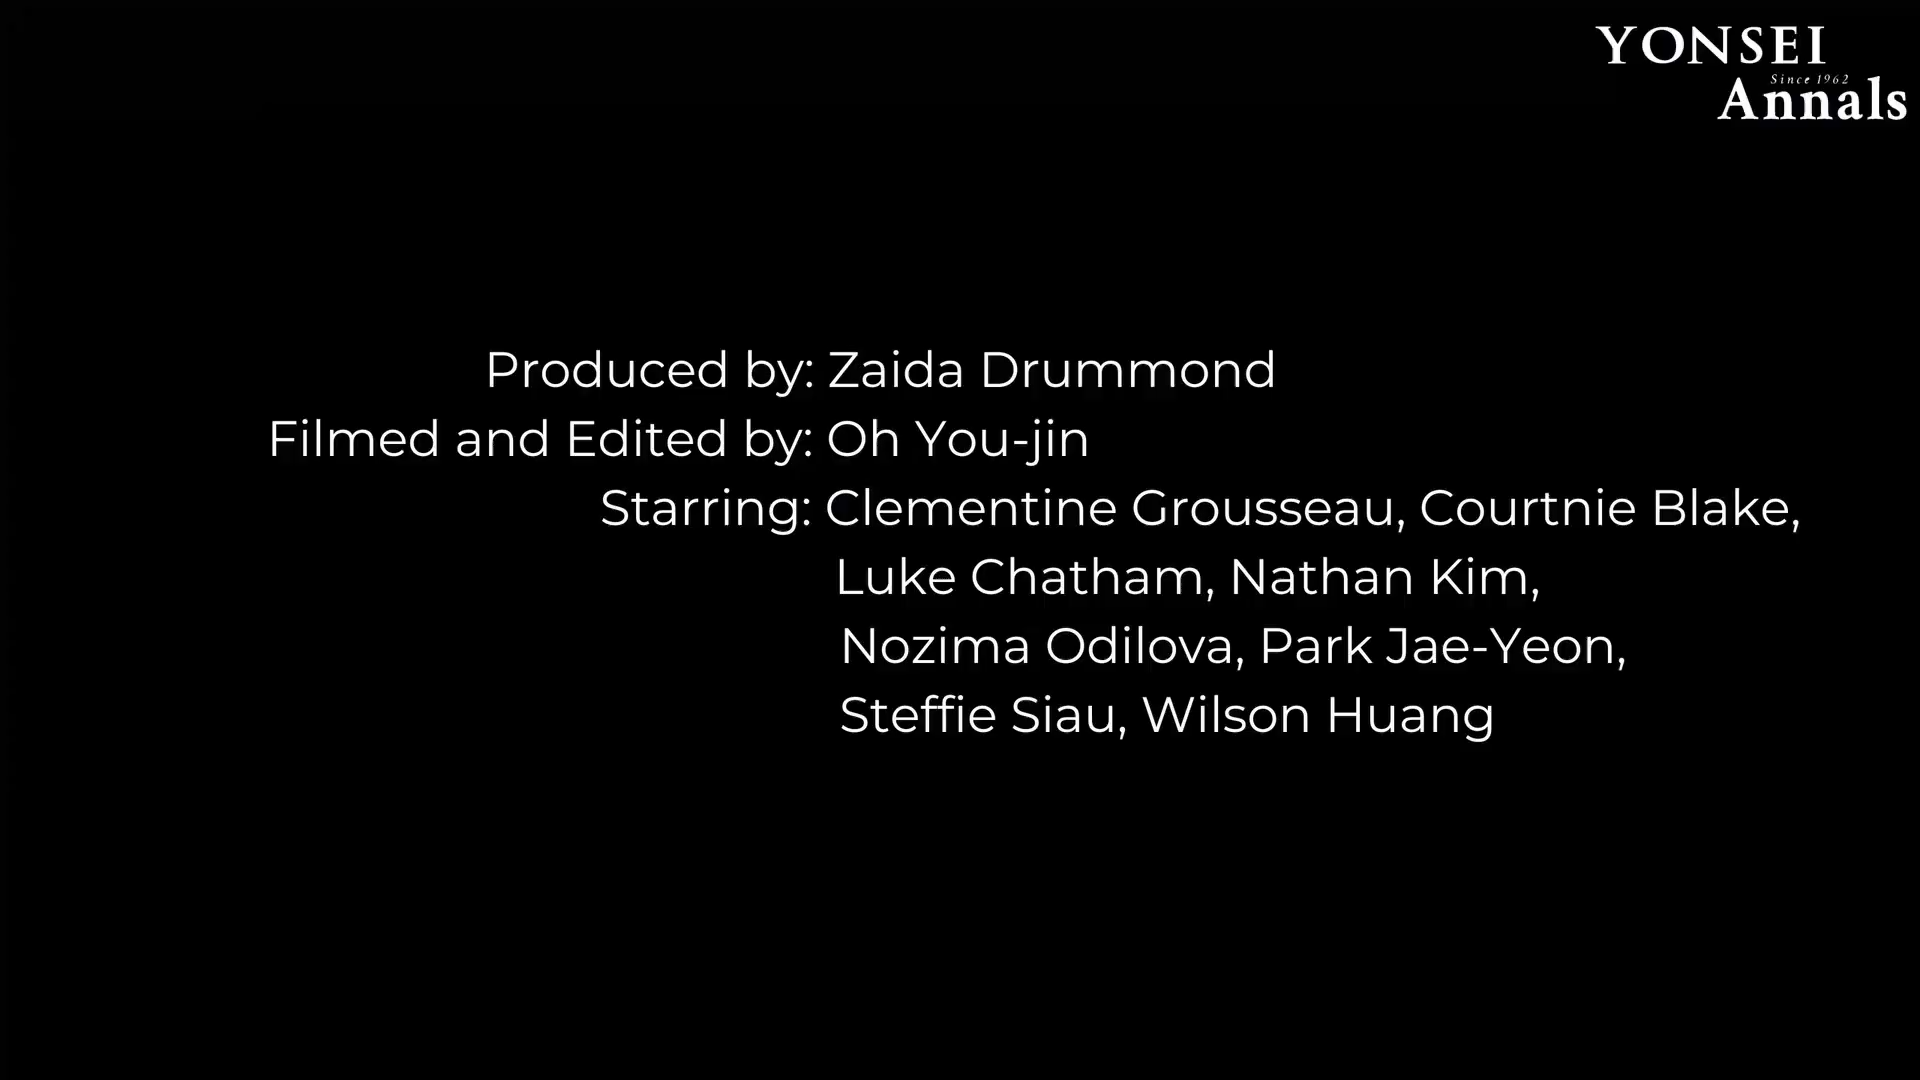 YONSEI
Since 1962
Annals
Produced by: Zaida Drummond
Filmed and Edited by: Oh You-jin
Starring: Clementine Grousseau, Courtnie Blake,
Luke Chatham, Nathan Kim,
Nozima Odilova, Park Jae-Yeon,
Steffie Siau, Wilson Huang